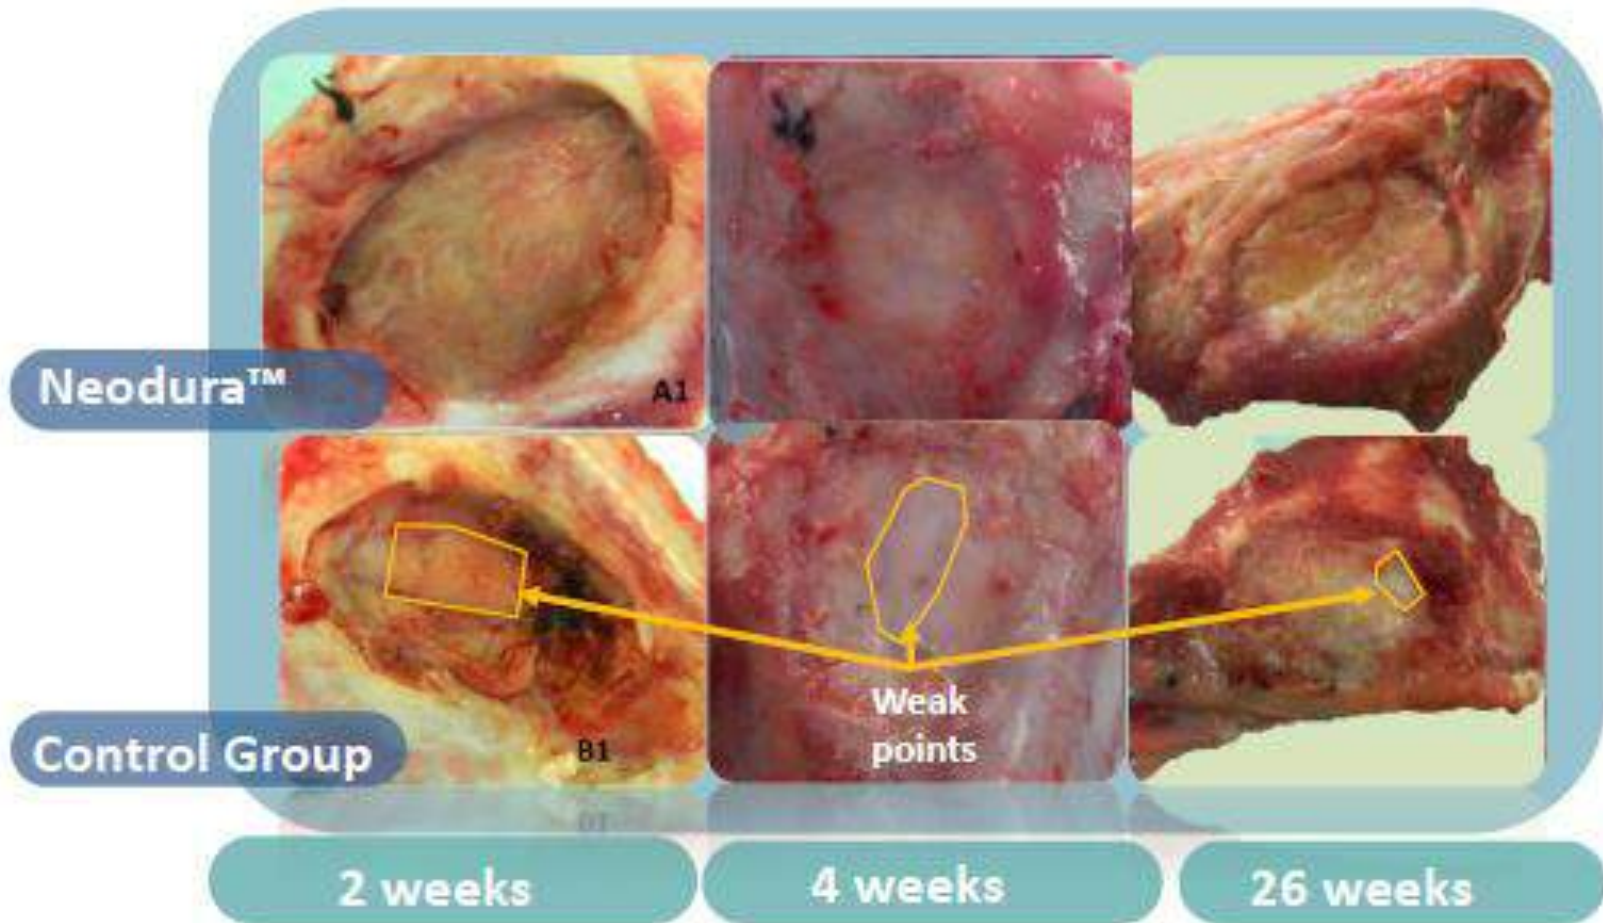 A1
Neodura™
Weak
points
B1
Control Group
2 weeks
4 weeks
26 weeks